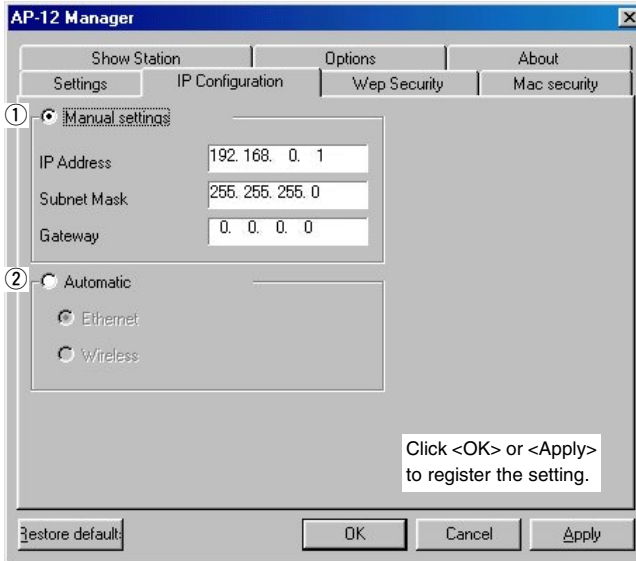 AP-12 Manager
Show Station Options About
Settings IP Configuration Wep Security Mac security
① Manual settings
IP Address 192. 168. 0. 1
Subnet Mask 255. 255. 255. 0
Gateway 0. 0. 0. 0
② Automatic
Ethernet
Wireless
Click <OK> or <Apply>
to register the setting.
Restore defaults OK Cancel Apply